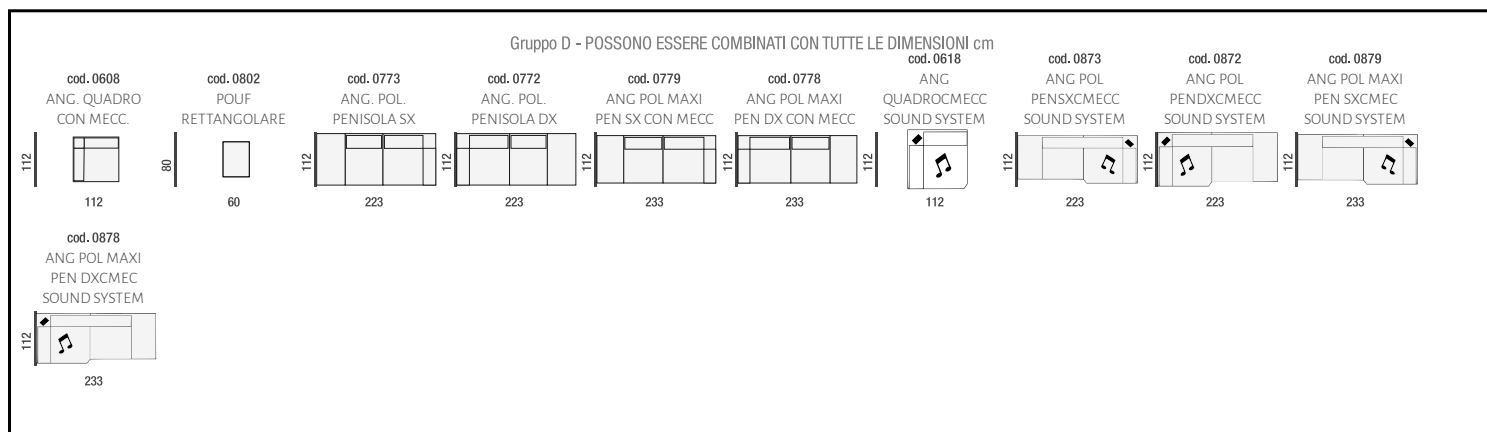 Gruppo D - POSSONO ESSERE COMBINATI CON TUTTE LE DIMENSIONI cm
cod. 0608
ANG. QUADRO
CON MECC.
112
112
cod. 0802
POUF
RETTANGOLARE
80
60
cod. 0773
ANG. POL.
PENISOLA SX
112
223
cod. 0772
ANG. POL.
PENISOLA DX
112
223
cod. 0779
ANG POL MAXI
PEN SX CON MECC
112
233
cod. 0778
ANG POL MAXI
PEN DX CON MECC
112
233
cod. 0618
ANG
QUADROCMECC
SOUND SYSTEM
112
112
cod. 0873
ANG POL
PENSXCMECC
SOUND SYSTEM
112
223
cod. 0872
ANG POL
PENDXCMECC
SOUND SYSTEM
112
223
cod. 0879
ANG POL MAXI
PEN SXCMEC
SOUND SYSTEM
112
233
cod. 0878
ANG POL MAXI
PEN DXCMEC
SOUND SYSTEM
112
233